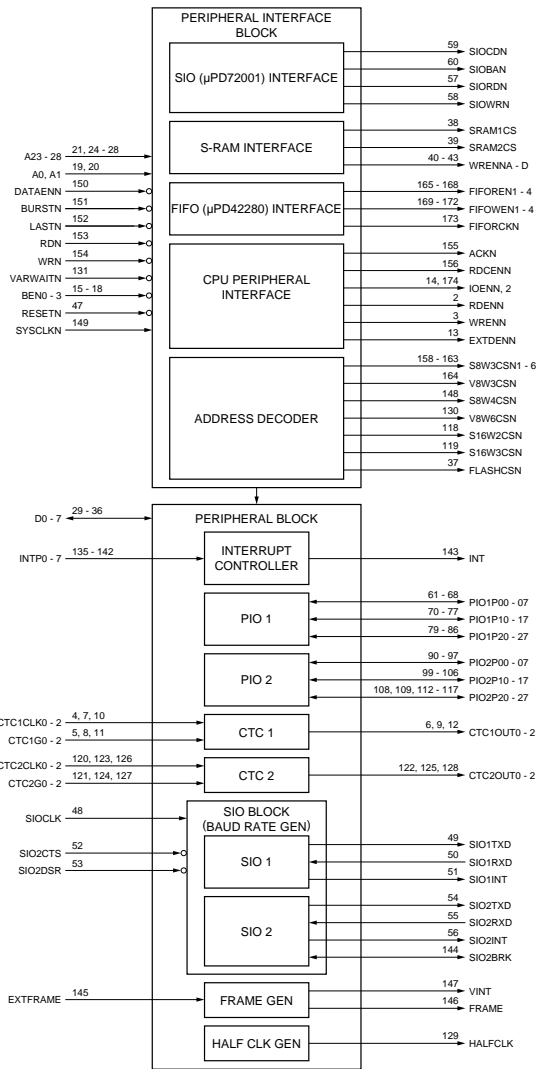 PERIPHERAL INTERFACE
BLOCK
SIO (µPD72001) INTERFACE
59 SIOCDN
60 SIOBAN
57 SIORDN
58 SIOWRN
S-RAM INTERFACE
38 SRAM1CS
39 SRAM2CS
40 - 43 WRENNA - D
A23 - 28 21, 24 - 28
A0, A1 19, 20
DATAENN 150
BURSTN 151
LASTN 152
RDN 153
WRN 154
VARWAITN 131
BEN0 - 3 15 - 18
RESETN 47
SYSCLKN 149
FIFO (µPD42280) INTERFACE
165 - 168 FIFOREN1 - 4
169 - 172 FIFOWEN1 - 4
173 FIFORCKN
CPU PERIPHERAL
INTERFACE
155 ACKN
156 RDCENN
14, 174 IOENN, 2
2 RDENN
3 WRENN
13 EXTDENN
ADDRESS DECODER
158 - 163 S8W3CSN1 - 6
164 V8W3CSN
148 S8W4CSN
130 V8W6CSN
118 S16W2CSN
119 S16W3CSN
37 FLASHCSN
D0 - 7 29 - 36
PERIPHERAL BLOCK
INTP0 - 7 135 - 142
INTERRUPT
CONTROLLER
143 INT
PIO 1
61 - 68 PIO1P00 - 07
70 - 77 PIO1P10 - 17
79 - 86 PIO1P20 - 27
PIO 2
90 - 97 PIO2P00 - 07
99 - 106 PIO2P10 - 17
108, 109, 112 - 117 PIO2P20 - 27
CTC1CLK0 - 2 4, 7, 10
CTC1G0 - 2 5, 8, 11
CTC 1
6, 9, 12 CTC1OUT0 - 2
CTC2CLK0 - 2 120, 123, 126
CTC2G0 - 2 121, 124, 127
CTC 2
122, 125, 128 CTC2OUT0 - 2
SIOCLK 48
SIO2CTS 52
SIO2DSR 53
SIO BLOCK
(BAUD RATE GEN)
SIO 1
49 SIO1TXD
50 SIO1RXD
51 SIO1INT
SIO 2
54 SIO2TXD
55 SIO2RXD
56 SIO2INT
144 SIO2BRK
EXTFRAME 145
FRAME GEN
147 VINT
146 FRAME
HALF CLK GEN
129 HALFCLK